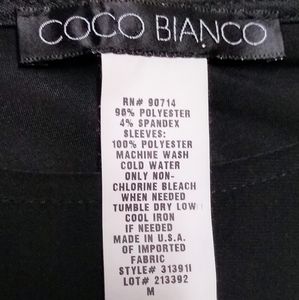 COCO BIANCO
RN# 90714
96% POLYESTER
4% SPANDEX
SLEEVES:
100% POLYESTER
MACHINE WASH
COLD WATER
ONLY NON-
CHLORINE BLEACH
WHEN NEEDED
TUMBLE DRY LOW
COOL IRON
IF NEEDED
MADE IN U.S.A.
OF IMPORTED
FABRIC
STYLE# 31391I
LOT# 213392
M